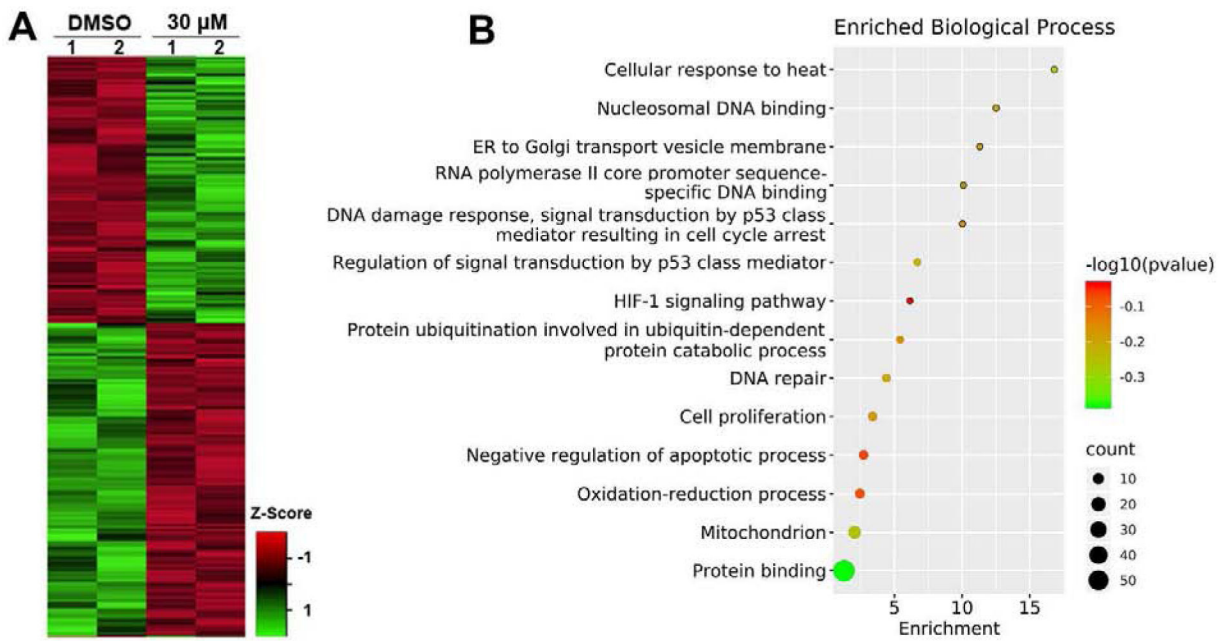 A
DMSO 30 µM
1 2 1 2
Z-Score
-1
1
B
Enriched Biological Process
Cellular response to heat
Nucleosomal DNA binding
ER to Golgi transport vesicle membrane
RNA polymerase II core promoter sequence-
specific DNA binding
DNA damage response, signal transduction by p53 class
mediator resulting in cell cycle arrest
Regulation of signal transduction by p53 class mediator
HIF-1 signaling pathway
Protein ubiquitination involved in ubiquitin-dependent
protein catabolic process
DNA repair
Cell proliferation
Negative regulation of apoptotic process
Oxidation-reduction process
Mitochondrion
Protein binding
5 10 15
Enrichment
-log10(pvalue)
-0.1
-0.2
-0.3
count
10
20
30
40
50